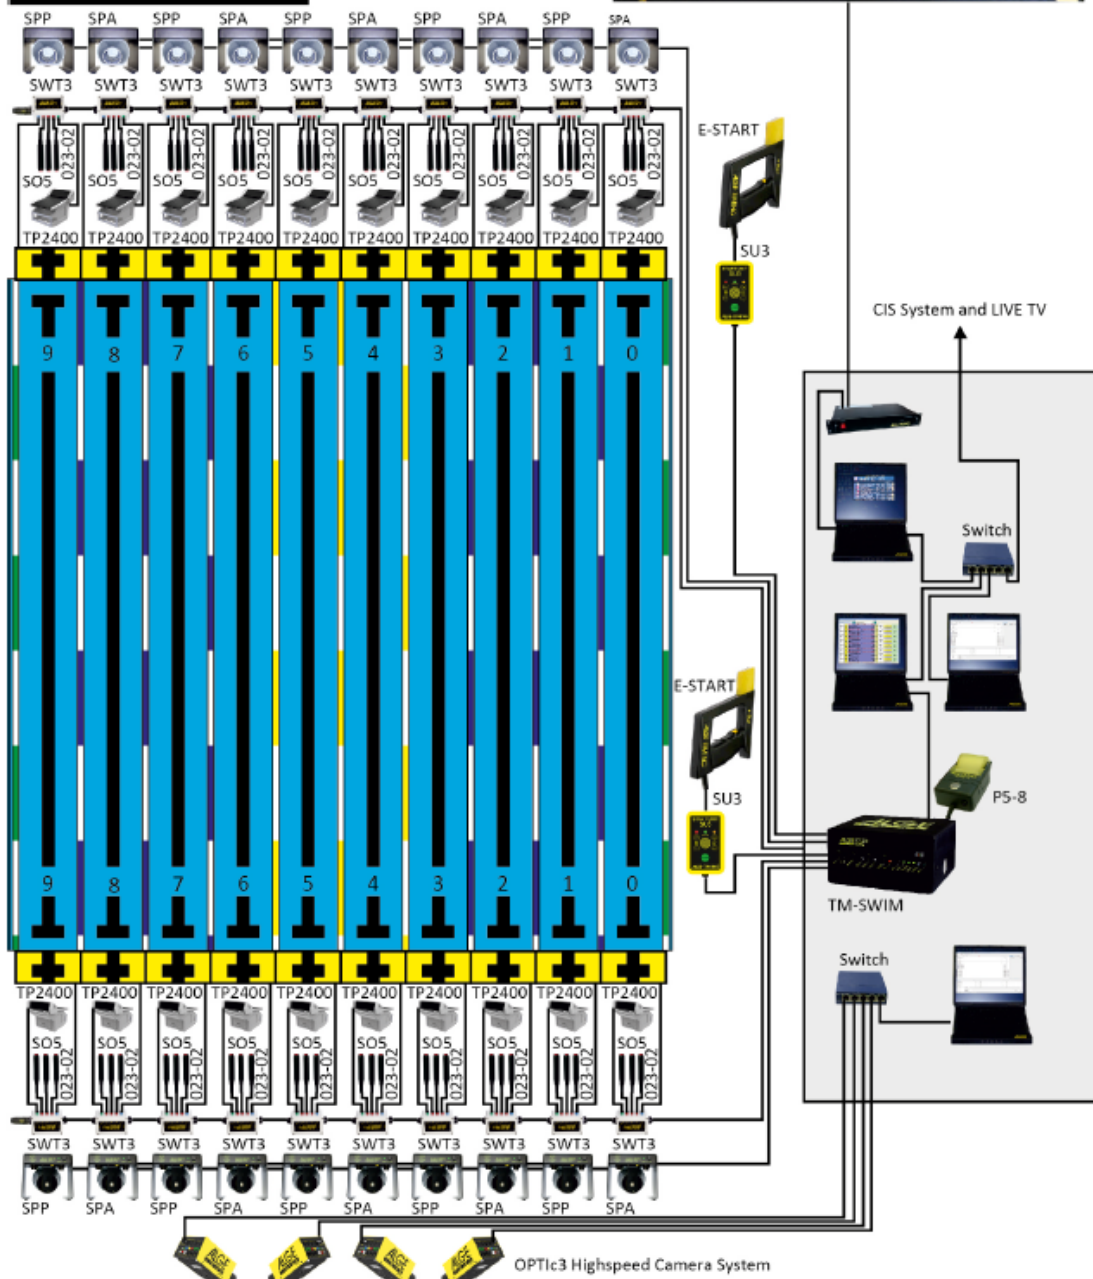 SPP SPA SPP SPA SPP SPA SPP SPA SPP SPA
SWT3 SWT3 SWT3 SWT3 SWT3 SWT3 SWT3 SWT3 SWT3 SWT3
023-02 023-02 023-02 023-02 023-02 023-02 023-02 023-02 023-02 023-02
SO5 SO5 SO5 SO5 SO5 SO5 SO5 SO5 SO5 SO5
TP2400 TP2400 TP2400 TP2400 TP2400 TP2400 TP2400 TP2400 TP2400 TP2400
9 8 7 6 5 4 3 2 1 0
E-START
SU3
CIS System and LIVE TV
Switch
E-START
SU3
P5-8
TM-SWIM
9 8 7 6 5 4 3 2 1 0
Switch
TP2400 TP2400 TP2400 TP2400 TP2400 TP2400 TP2400 TP2400 TP2400 TP2400
SO5 SO5 SO5 SO5 SO5 SO5 SO5 SO5 SO5 SO5
023-02 023-02 023-02 023-02 023-02 023-02 023-02 023-02 023-02 023-02
SWT3 SWT3 SWT3 SWT3 SWT3 SWT3 SWT3 SWT3 SWT3 SWT3
SPP SPA SPP SPA SPP SPA SPP SPA SPP SPA
ALGE ALGE ALGE ALGE
OPTIc3 Highspeed Camera System